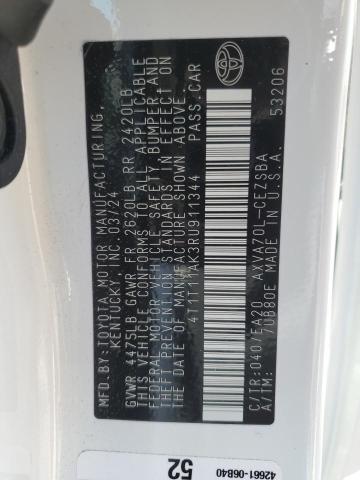 MFD.BY:TOYOTA MOTOR MANUFACTURING,
KENTUCKY,INC. 03/24
GVWR 4475LB GAWR FR 2620LB RR 2420LB
THIS VEHICLE CONFORMS TO ALL APPLICABLE
FEDERAL MOTOR VEHICLE SAFETY BUMPER, AND
THEFT PREVENTION STANDARDS IN EFFECT ON
THE DATE OF MANUFACTURE SHOWN ABOVE.
4T1T11AK3RU911344 PASS.CAR
C/TR:040/EA20 AXVA70L-CEZSBA
A/TM: 70B80E MADE IN U.S.A.
53206
52
42661-06B40